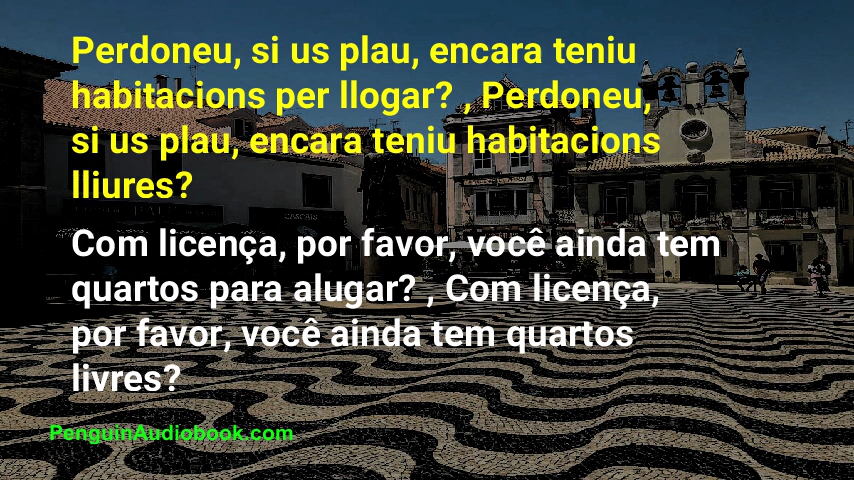 Perdoneu, si us plau, encara teniu
habitacions per llogar? , Perdoneu,
si us plau, encara teniu habitacions
lliures?
Com licença, por favor, você ainda tem
quartos para alugar? , Com licença,
por favor, você ainda tem quartos
livres?
PenguinAudiobook.com
CASCAIS